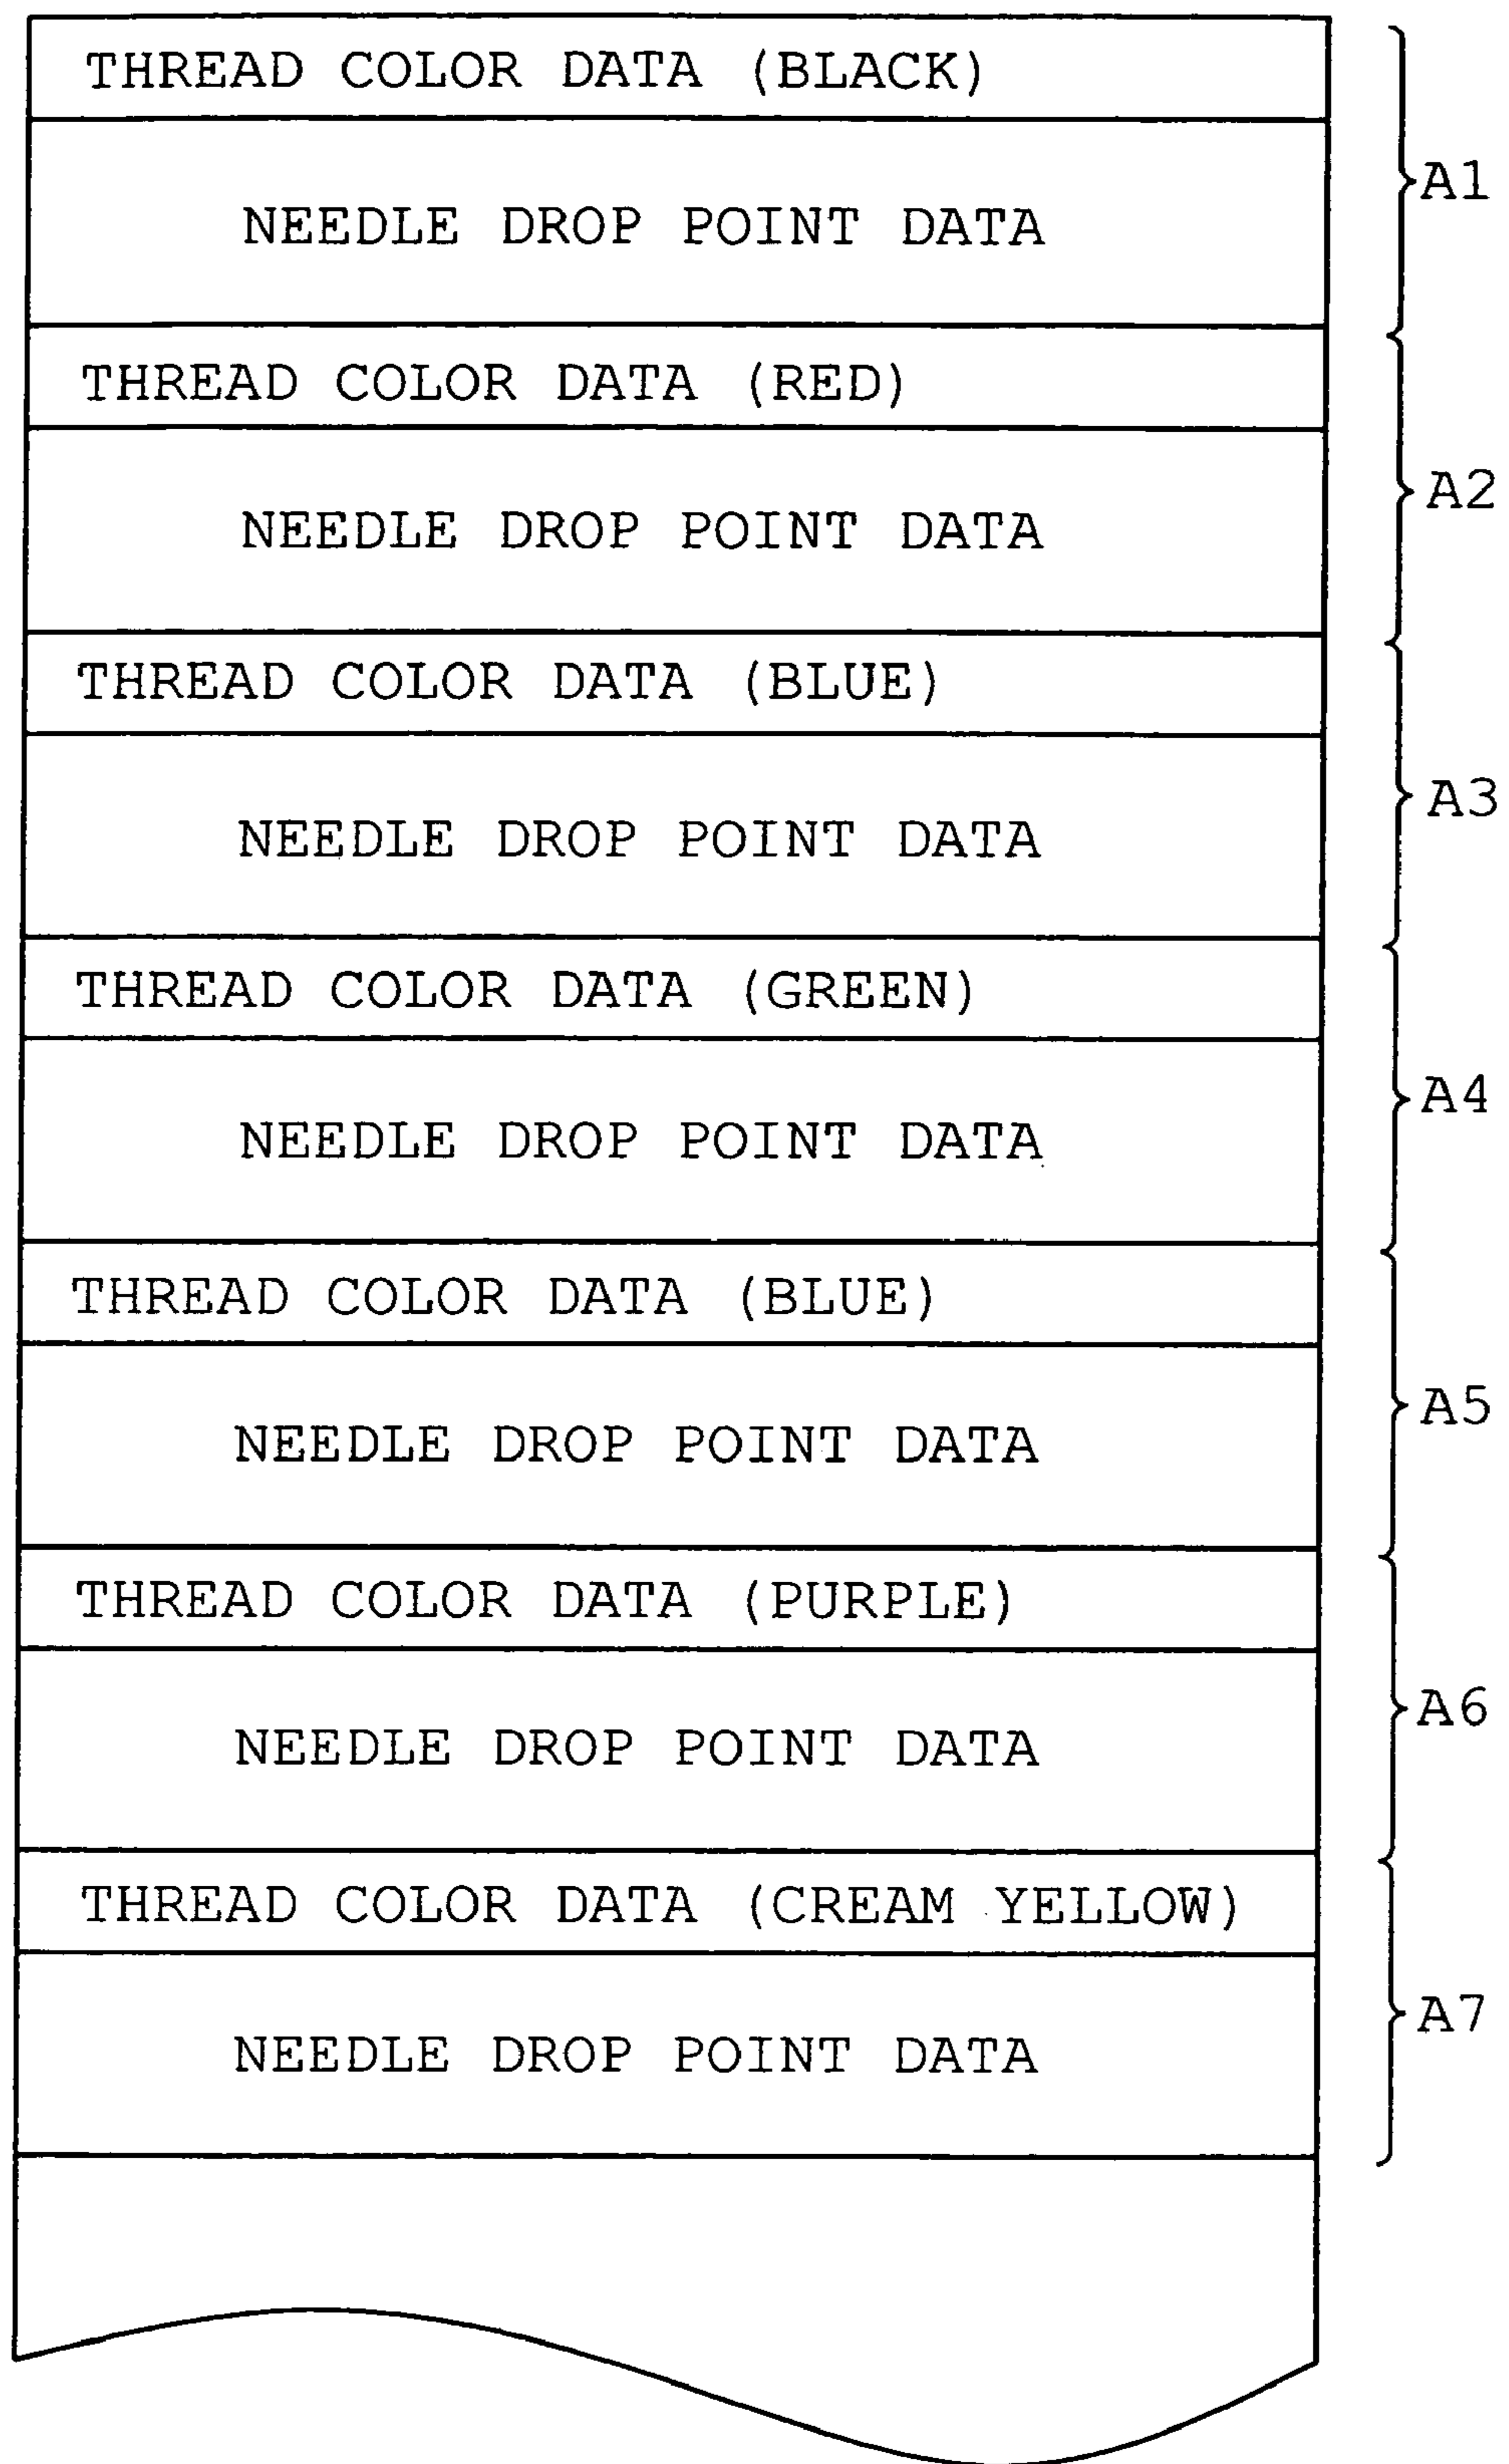 THREAD COLOR DATA (BLACK)
NEEDLE DROP POINT DATA
A1
THREAD COLOR DATA (RED)
NEEDLE DROP POINT DATA
A2
THREAD COLOR DATA (BLUE)
NEEDLE DROP POINT DATA
A3
THREAD COLOR DATA (GREEN)
NEEDLE DROP POINT DATA
A4
THREAD COLOR DATA (BLUE)
NEEDLE DROP POINT DATA
A5
THREAD COLOR DATA (PURPLE)
NEEDLE DROP POINT DATA
A6
THREAD COLOR DATA (CREAM YELLOW)
NEEDLE DROP POINT DATA
A7